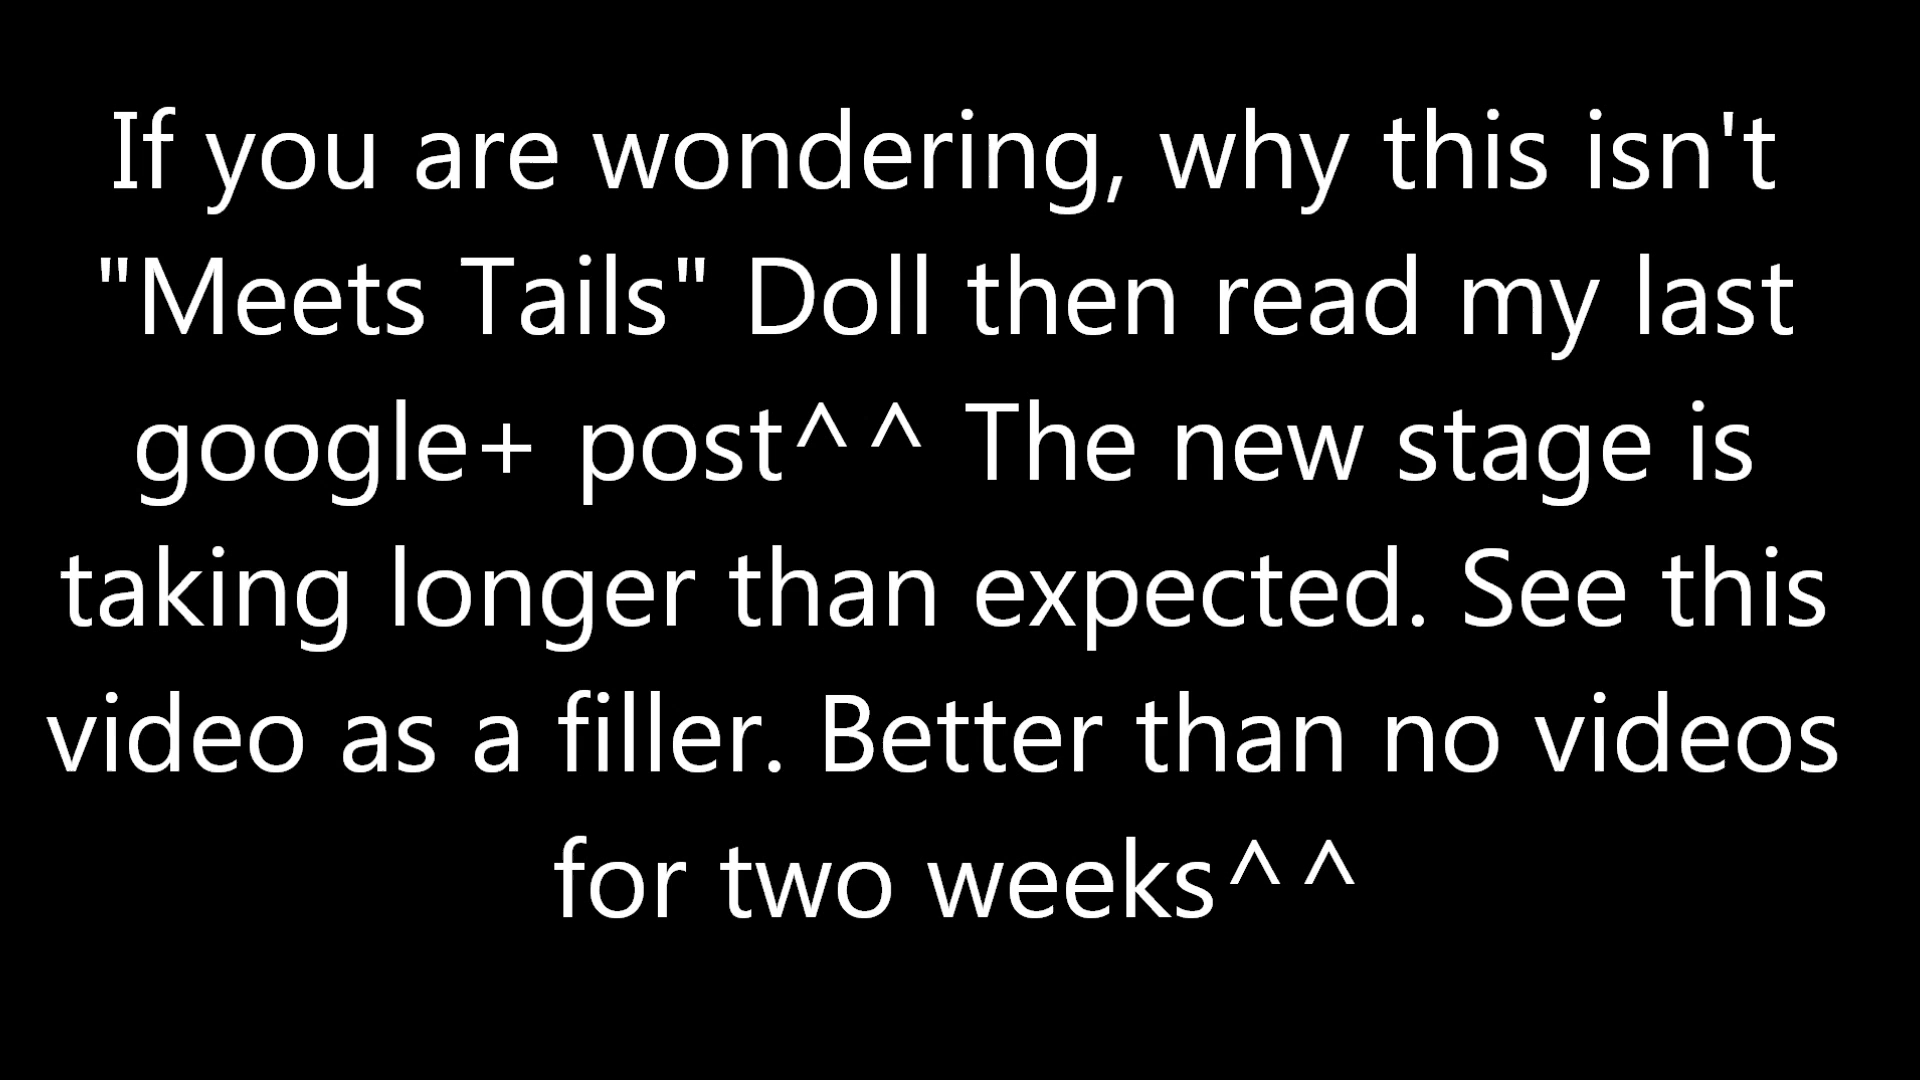 If you are wondering, why this isn't
"Meets Tails" Doll then read my last
google+ post^^ The new stage is
taking longer than expected. See this
video as a filler. Better than no videos
for two weeks^^